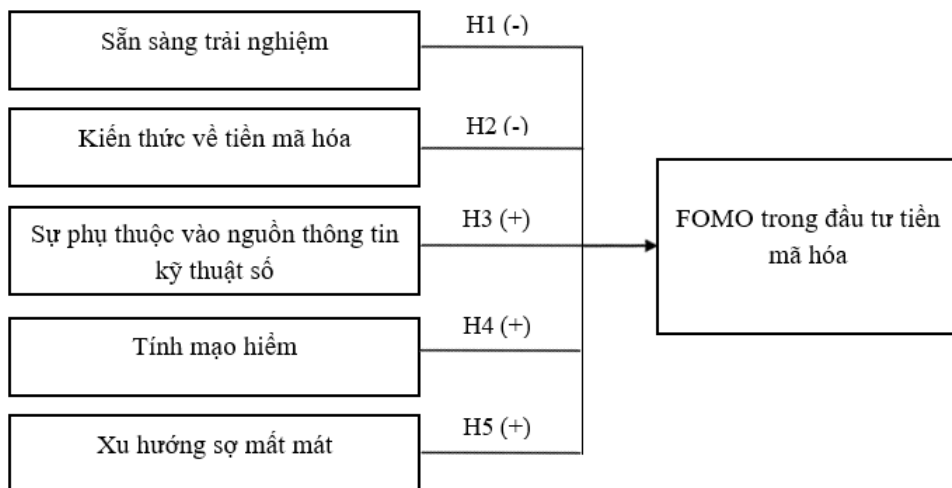 Sẵn sàng trải nghiệm
H1 (-)
Kiến thức về tiền mã hóa
H2 (-)
Sự phụ thuộc vào nguồn thông tin
kỹ thuật số
H3 (+)
Tính mạo hiểm
H4 (+)
Xu hướng sợ mất mát
H5 (+)
FOMO trong đầu tư tiền
mã hóa